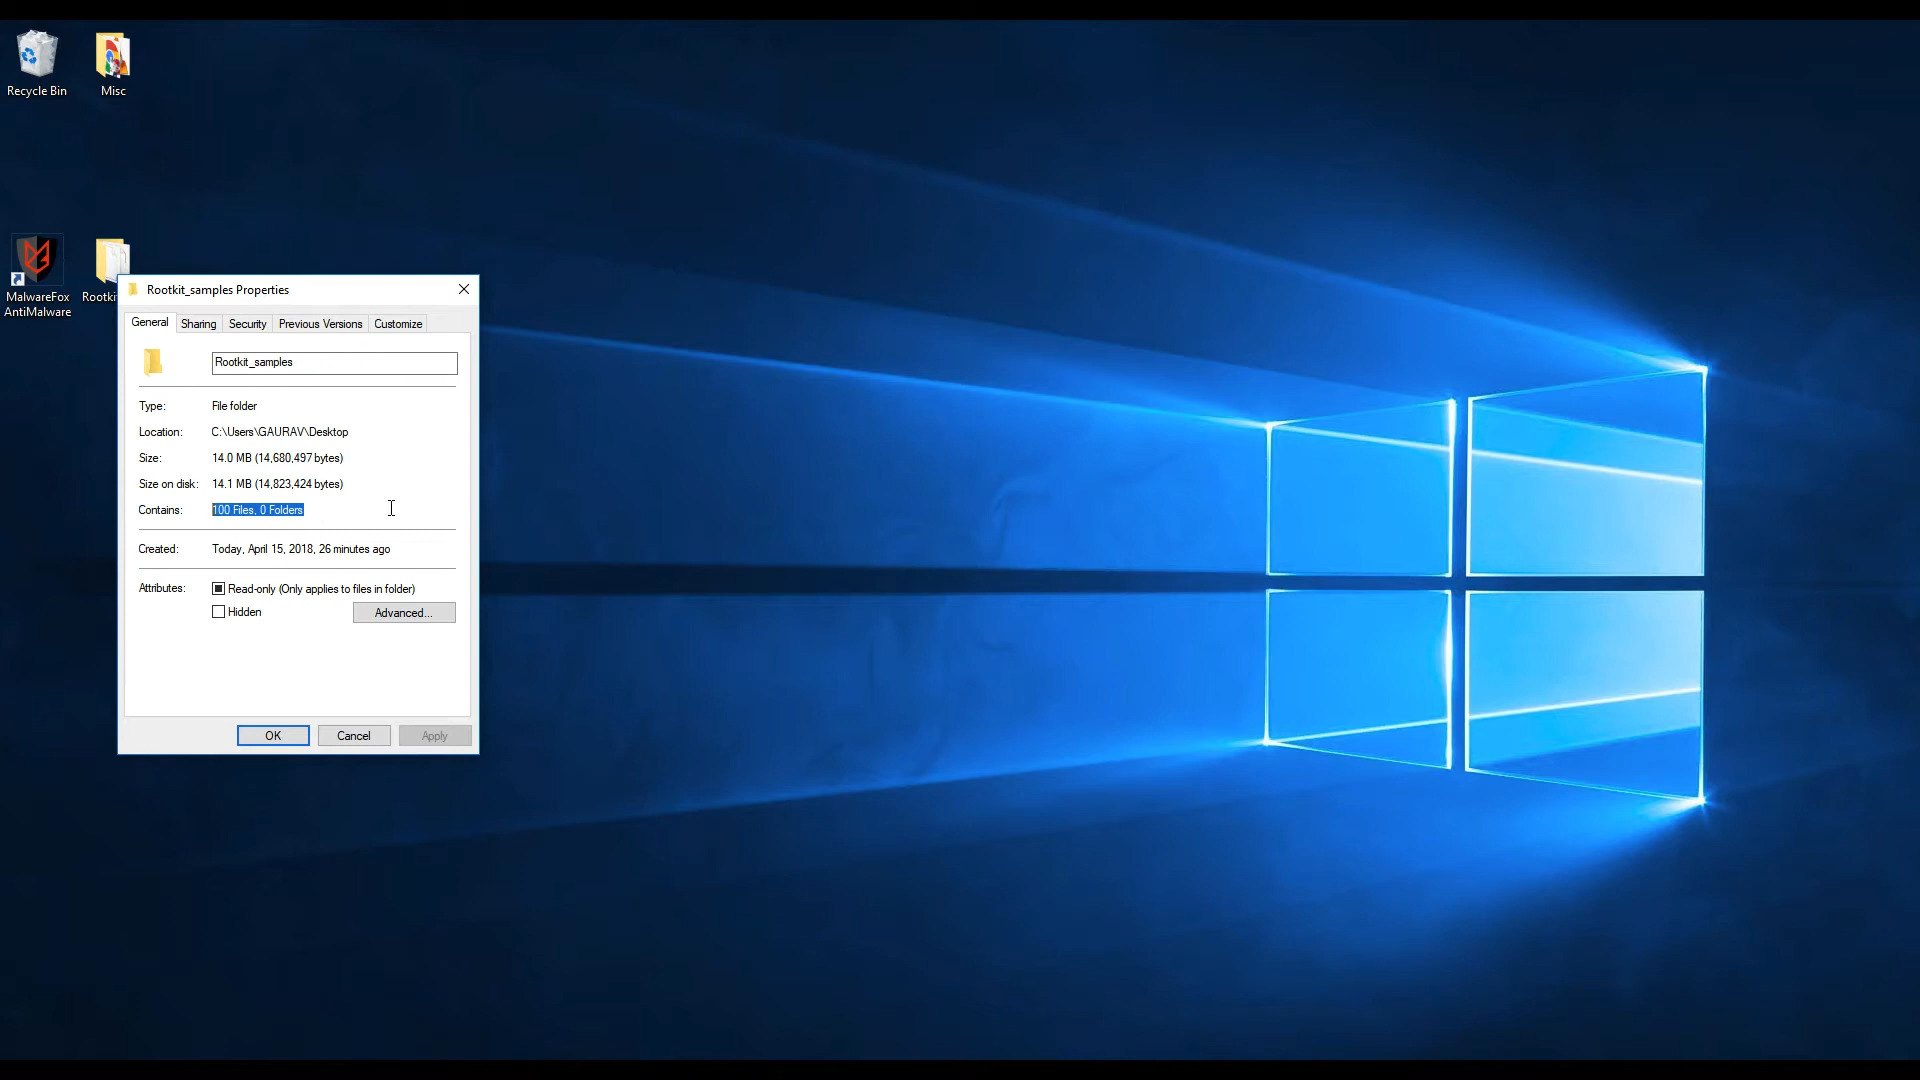 Recycle Bin
Misc
MalwareFox
AntiMalware
Rootkit_samples Properties
General
Sharing
Security
Previous Versions
Customize
Rootkit_samples
Type: File folder
Location: C:\Users\GAURAV\Desktop
Size: 14.0 MB (14,680,497 bytes)
Size on disk: 14.1 MB (14,823,424 bytes)
Contains: 100 Files, 0 Folders
Created: Today, April 15, 2018, 26 minutes ago
Attributes: Read-only (Only applies to files in folder)
Hidden
Advanced...
OK
Cancel
Apply